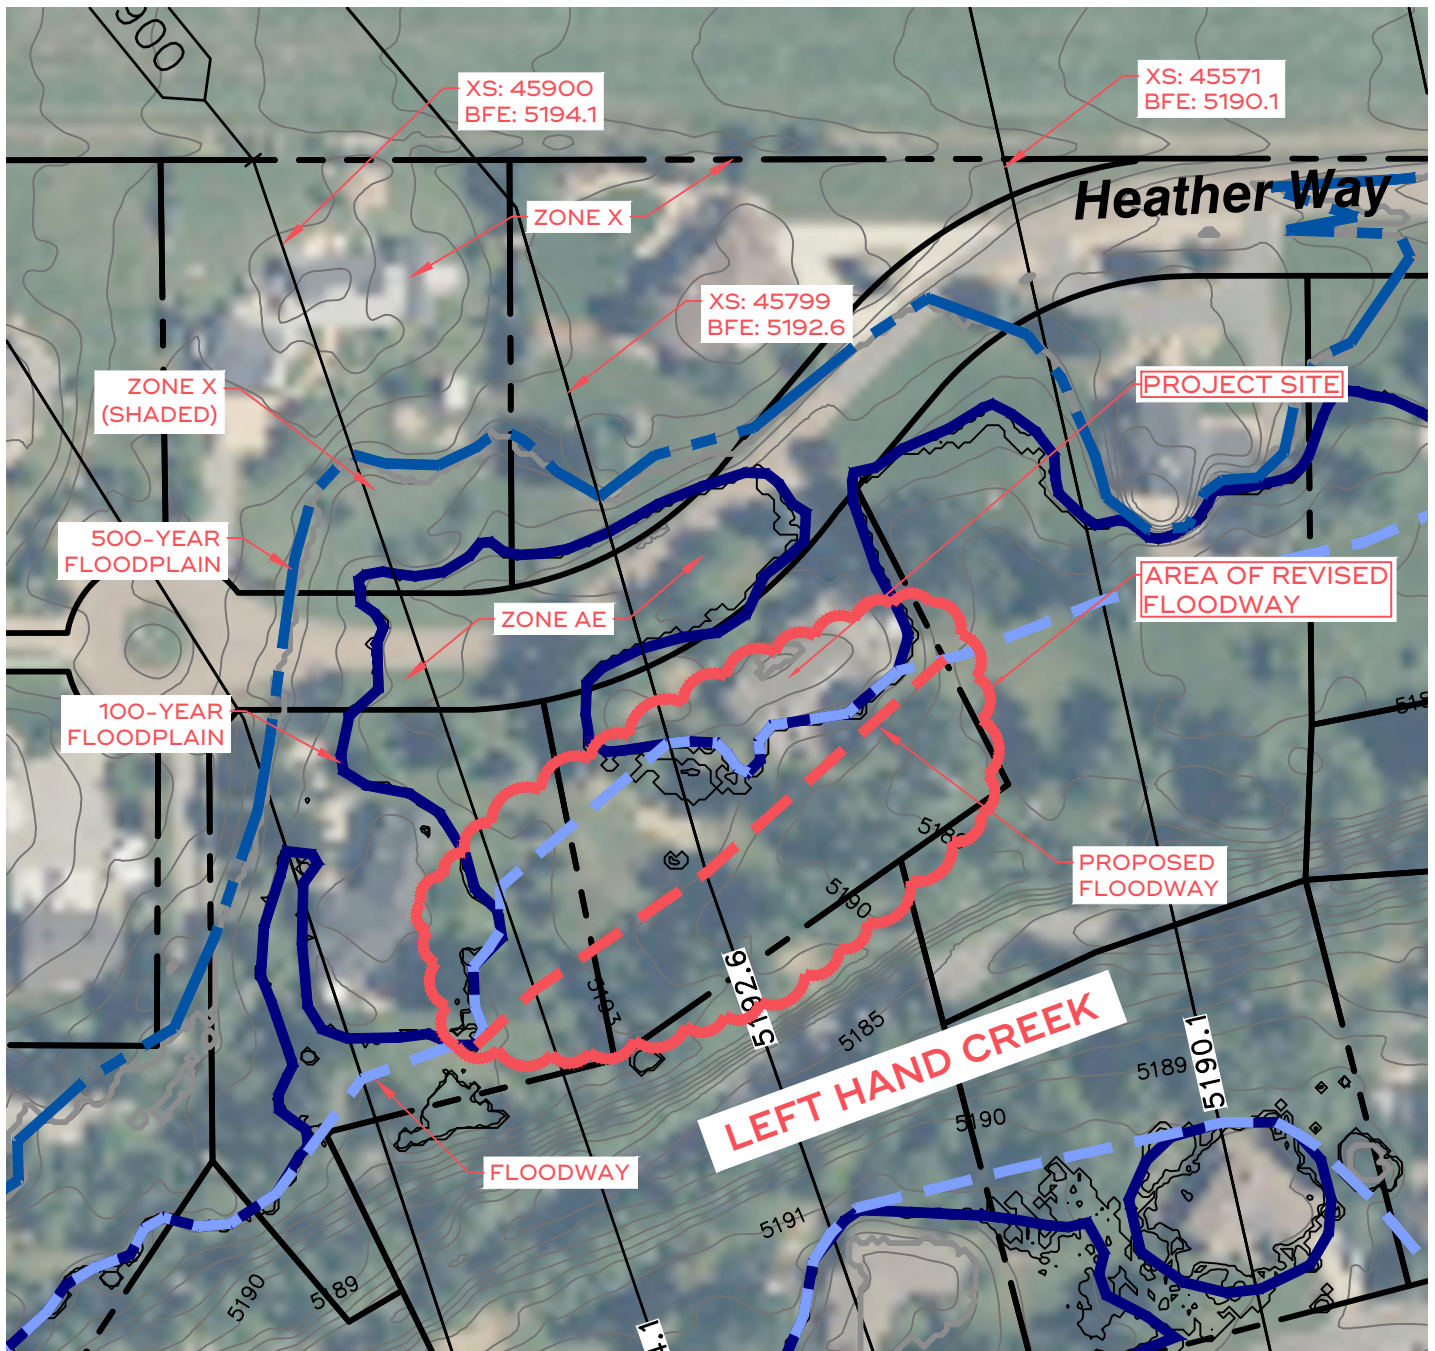 900
XS: 45900
BFE: 5194.1
XS: 45571
BFE: 5190.1
Heather Way
ZONE X
XS: 45799
BFE: 5192.6
ZONE X
(SHADED)
PROJECT SITE
500-YEAR
FLOODPLAIN
AREA OF REVISED
FLOODWAY
ZONE AE
100-YEAR
FLOODPLAIN
PROPOSED
FLOODWAY
5190
5192.6
5193
5185
LEFT HAND CREEK
5189
5190.1
5190
FLOODWAY
5191
5190
5189